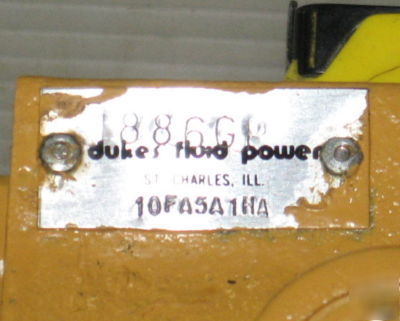 dukes fluid power
ST. CHARLES, ILL.
10FA5A1HA